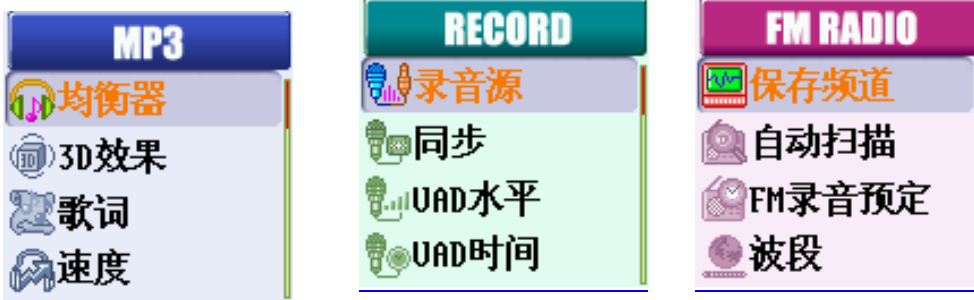 MP3
均衡器
3D效果
歌词
速度
RECORD
录音源
同步
VAD水平
VAD时间
FM RADIO
保存频道
自动扫描
FM录音预定
波段